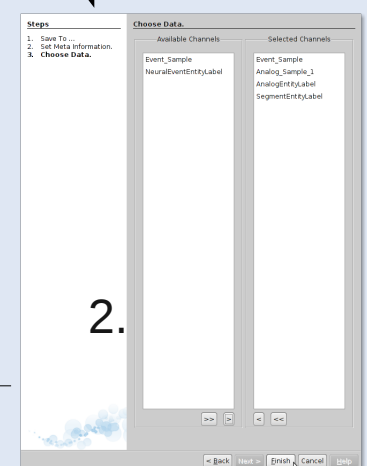 Steps
1. Save To ...
2. Set Meta Information.
3. Choose Data.
2.
Choose Data.
Available Channels
Event_Sample
NeuralEventEntityLabel
Selected Channels
Event_Sample
Analog_Sample_1
AnalogEntityLabel
SegmentEntityLabel
>> > < <<
< Back Next > Finish Cancel Help